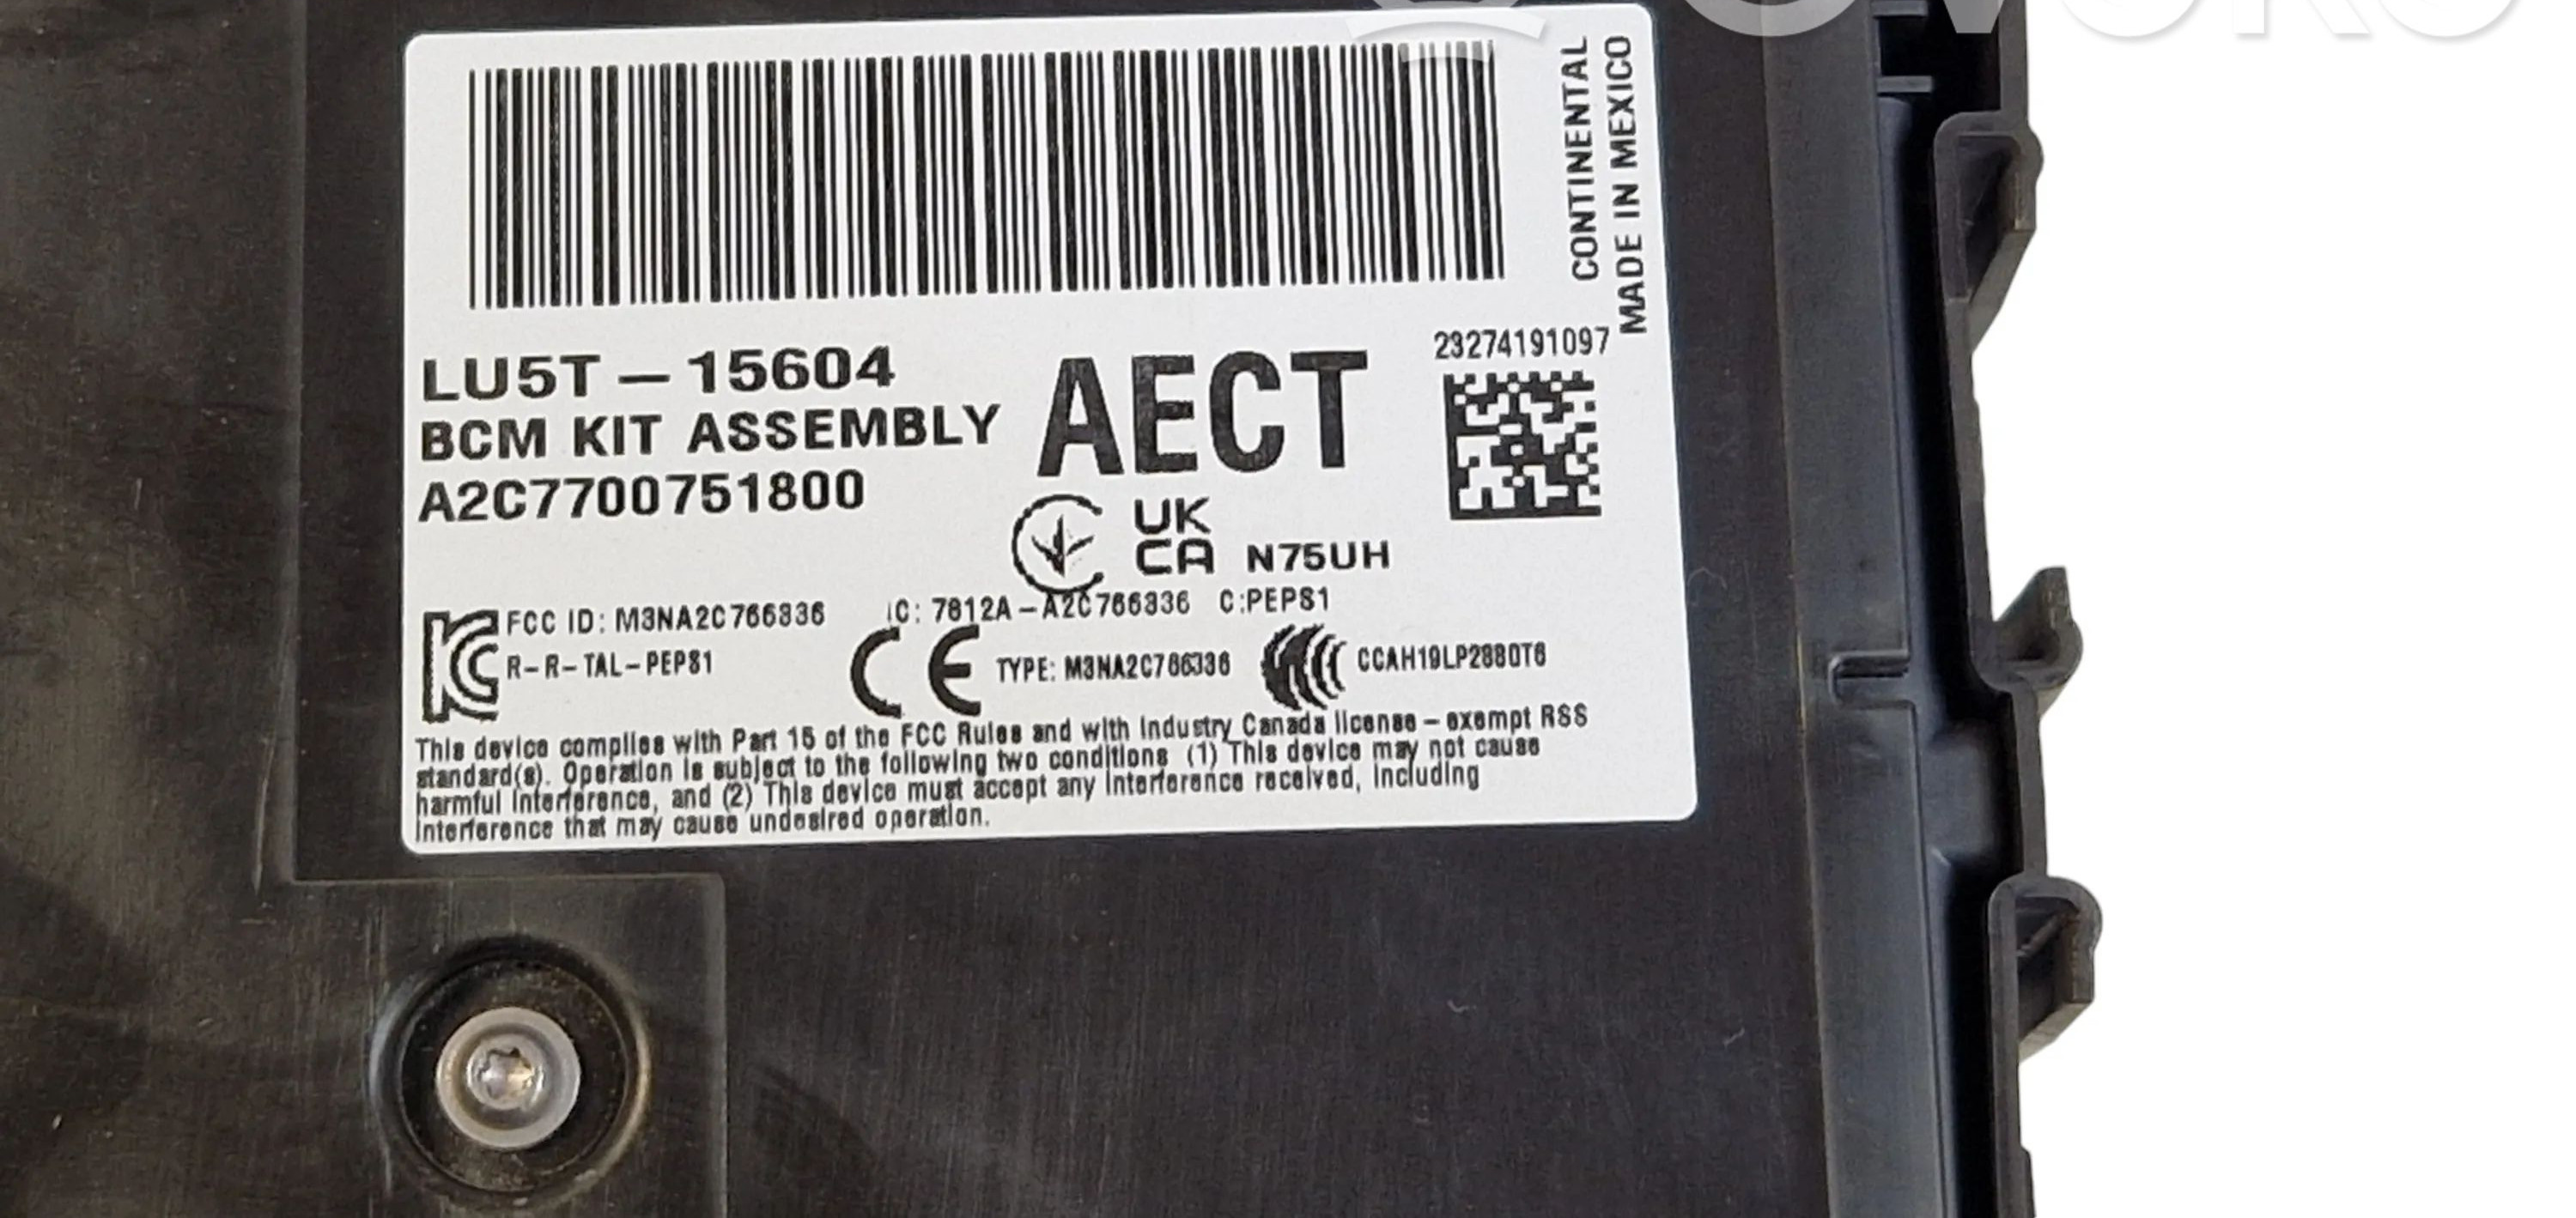 CONTINENTAL
MADE IN MEXICO
LU5T-15604
BCM KIT ASSEMBLY
A2C7700751800
AECT
23274191097
UK
CA
N75UH
FCC ID: M3NA2C766336
IC: 7812A-A2C766336 C:PEPS1
R-R-TAL-PEPS1
CE
TYPE: M3NA2C766336
CCAH19LP2880T6
This device complies with Part 15 of the FCC Rules and with Industry Canada license-exempt RSS
standard(s). Operation is subject to the following two conditions (1) This device may not cause
harmful interference, and (2) This device must accept any interference received, including
interference that may cause undesired operation.